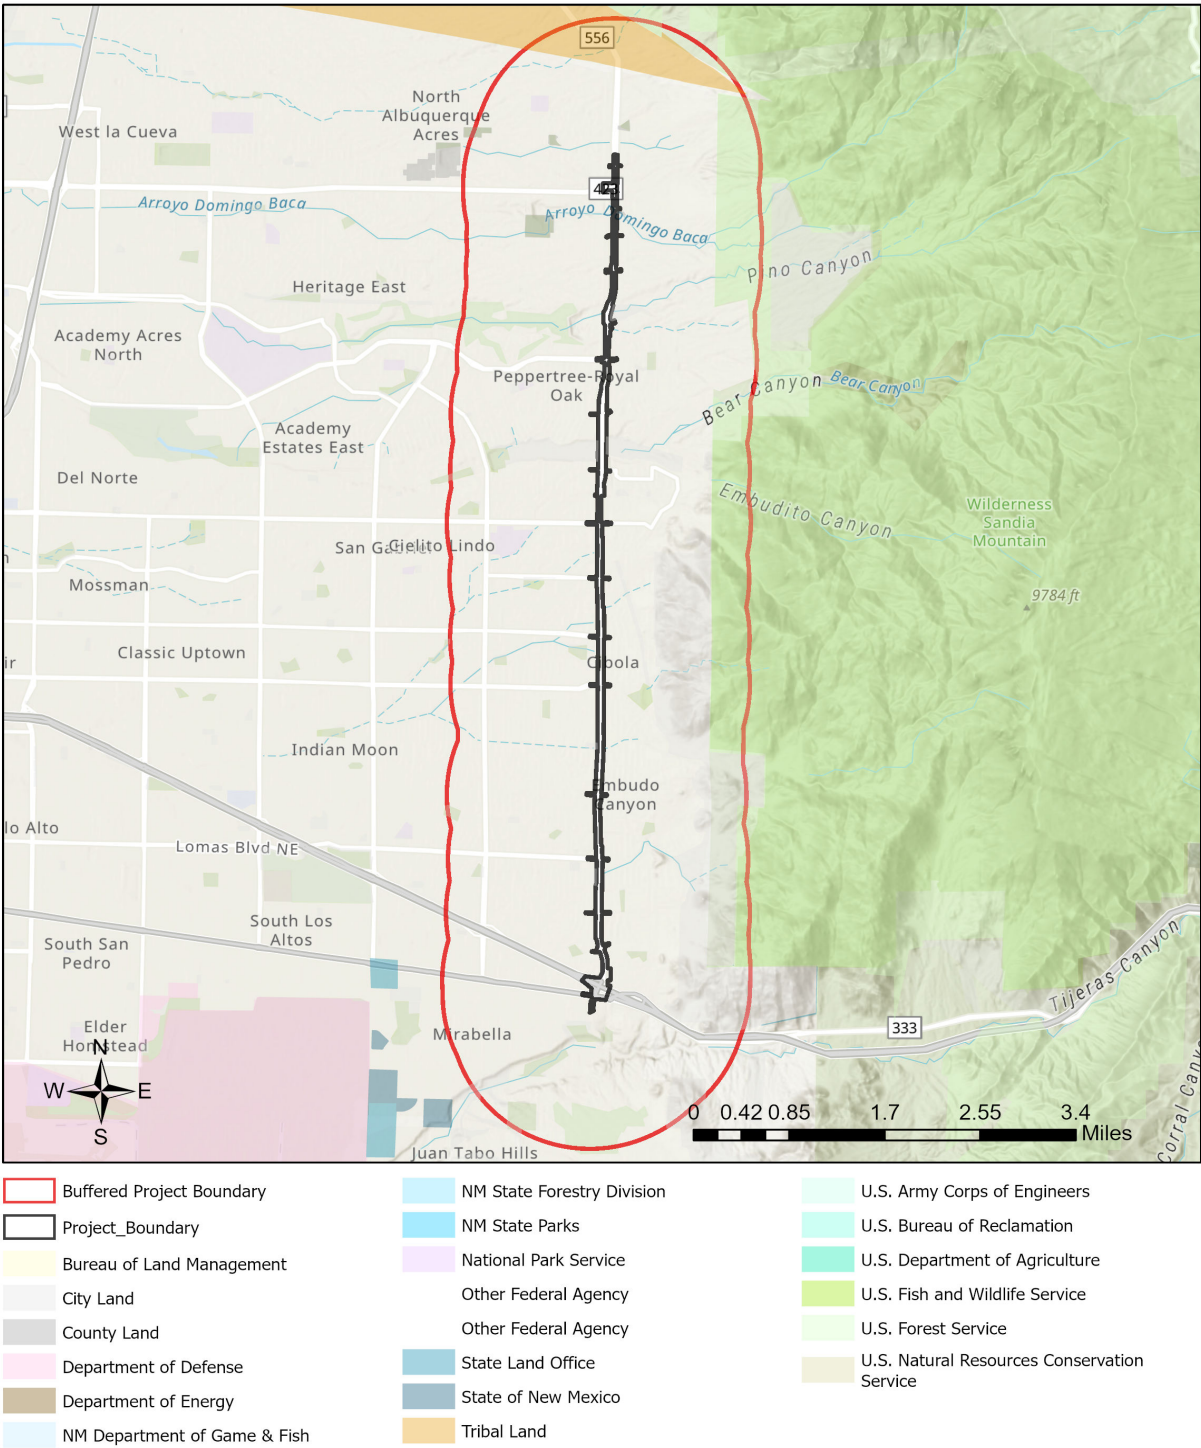 556
North
Albuquerque
Acres
West la Cueva
423
Arroyo Domingo Baca
Arroyo Domingo Baca
Pino Canyon
Heritage East
Academy Acres
North
Peppertree-Royal
Oak
Bear Canyon
Bear Canyon
Academy
Estates East
Del Norte
Embudito Canyon
Wilderness
Sandia
Mountain
San Gabriel
Cielito Lindo
Mossman
9784 ft
Classic Uptown
ir
Cibola
Indian Moon
Embudo
Canyon
lo Alto
Lomas Blvd NE
South Los
Altos
South San
Pedro
Tijeras Canyon
Elder
Homestead
Mirabella
333
N
W
E
S
0 0.42 0.85 1.7 2.55 3.4
Miles
Juan Tabo Hills
Corral Canyo
Buffered Project Boundary
Project_Boundary
Bureau of Land Management
City Land
County Land
Department of Defense
Department of Energy
NM Department of Game & Fish
NM State Forestry Division
NM State Parks
National Park Service
Other Federal Agency
Other Federal Agency
State Land Office
State of New Mexico
Tribal Land
U.S. Army Corps of Engineers
U.S. Bureau of Reclamation
U.S. Department of Agriculture
U.S. Fish and Wildlife Service
U.S. Forest Service
U.S. Natural Resources Conservation
Service